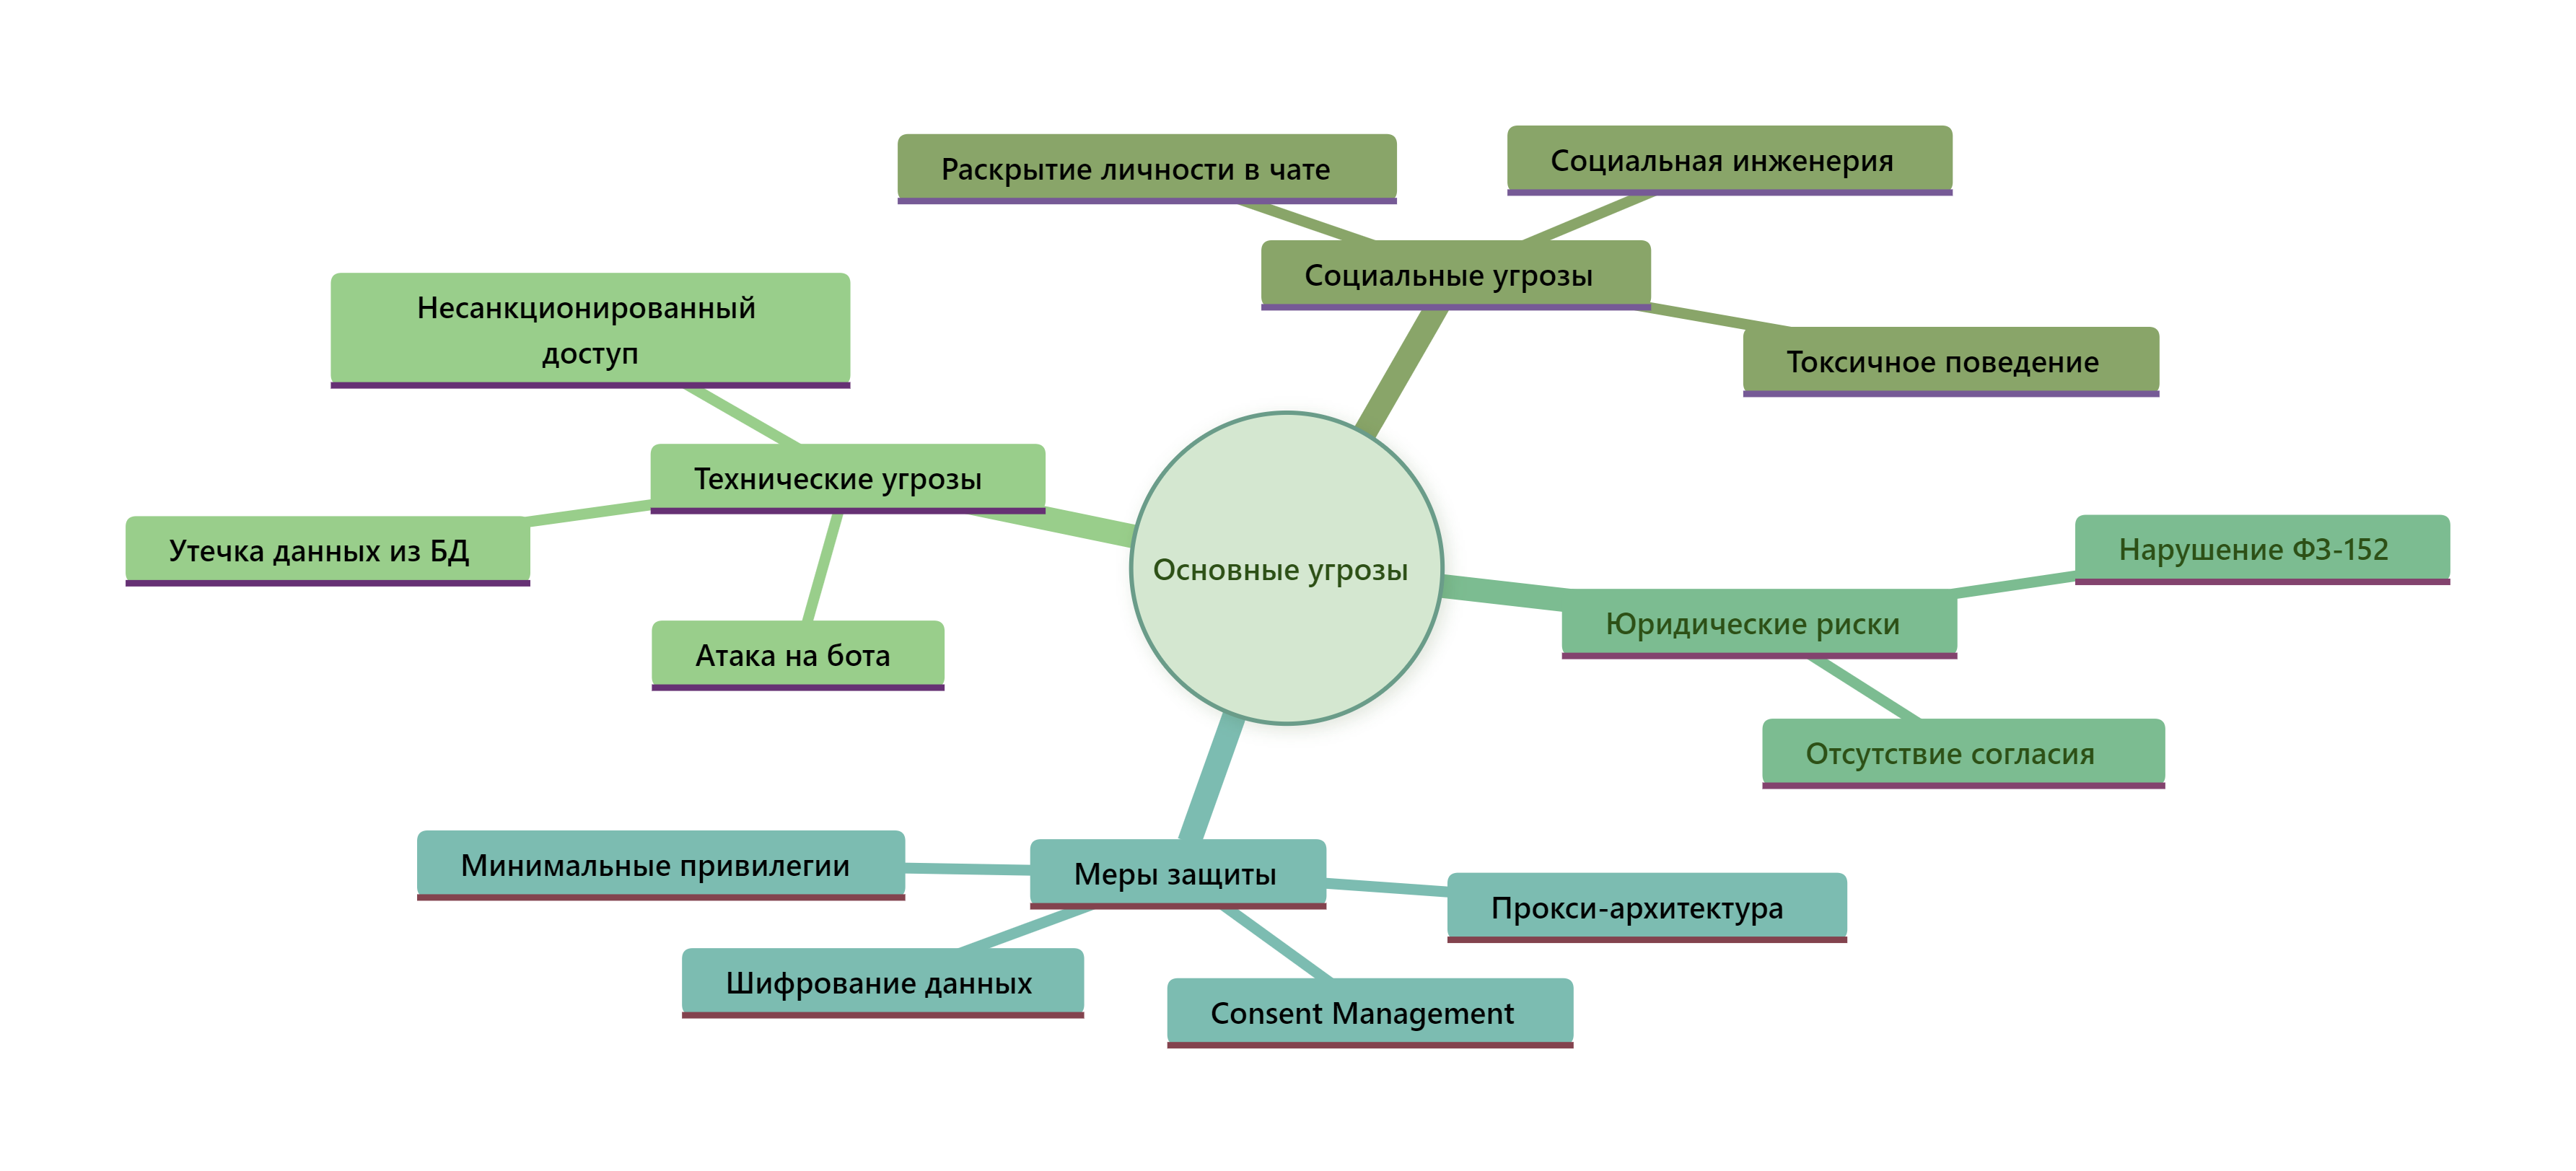 Раскрытие личности в чате
Социальная инженерия
Социальные угрозы
Токсичное поведение
Несанкционированный
доступ
Технические угрозы
Утечка данных из БД
Атака на бота
Основные угрозы
Нарушение ФЗ-152
Юридические риски
Отсутствие согласия
Меры защиты
Минимальные привилегии
Прокси-архитектура
Шифрование данных
Consent Management